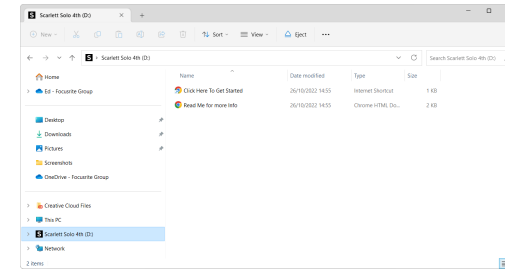 Scarlett Solo 4th (D:)
New
Sort
View
Eject
Scarlett Solo 4th (D:)
Search Scarlett Solo 4th (D:)
Home
Ed - Focusrite Group
Desktop
Downloads
Pictures
Screenshots
OneDrive - Focusrite Group
Creative Cloud Files
This PC
Scarlett Solo 4th (D:)
Network
Name Date modified Type Size
Click Here To Get Started 26/10/2022 14:55 Internet Shortcut 1 KB
Read Me for more info 26/10/2022 14:55 Chrome HTML Do... 2 KB
2 items